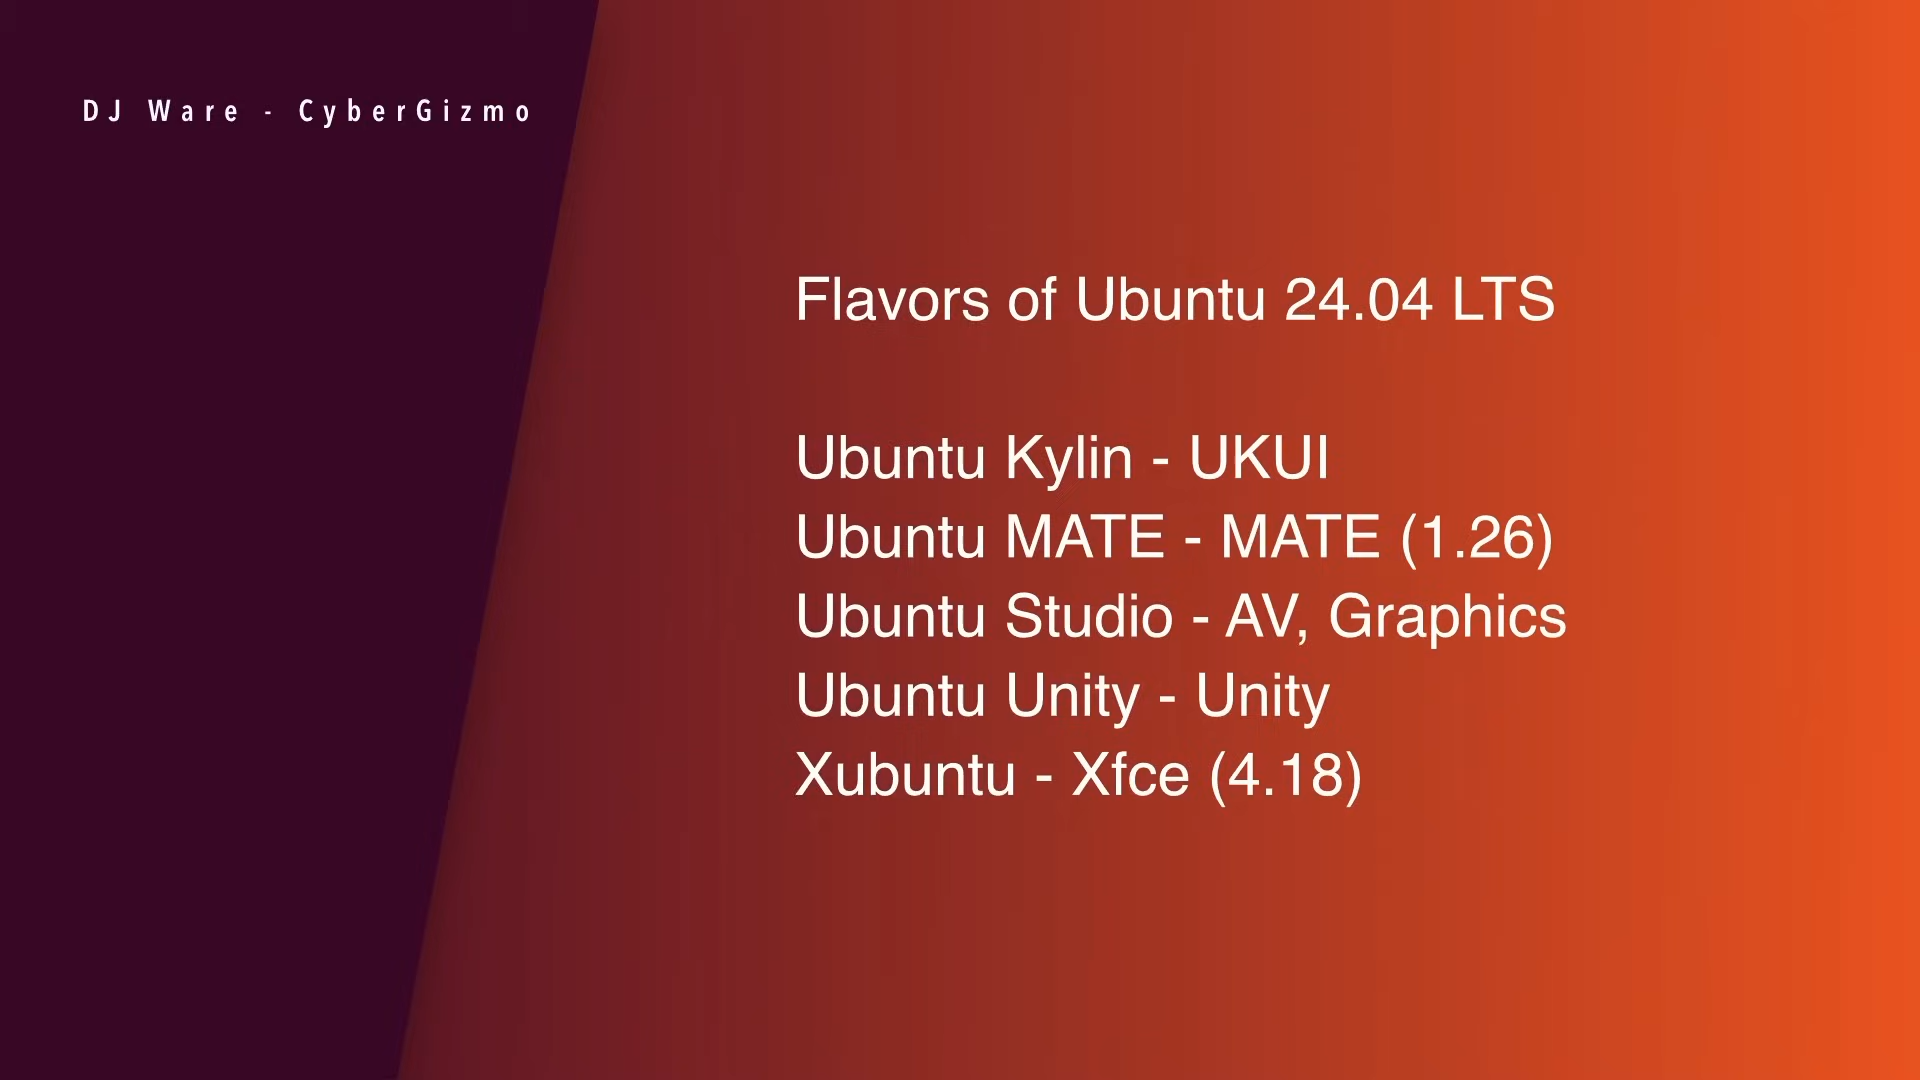 DJ Ware - CyberGizmo
Flavors of Ubuntu 24.04 LTS
Ubuntu Kylin - UKUI
Ubuntu MATE - MATE (1.26)
Ubuntu Studio - AV, Graphics
Ubuntu Unity - Unity
Xubuntu - Xfce (4.18)